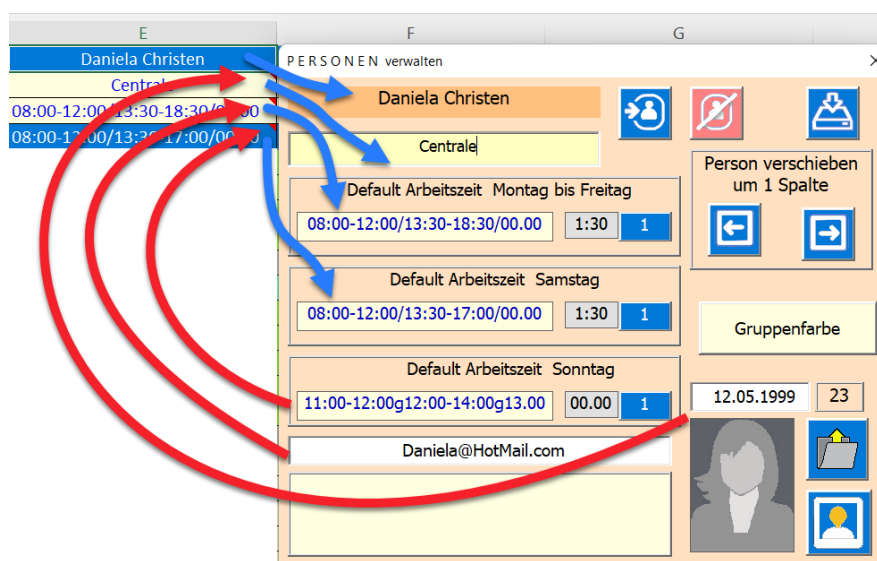 E F G
Daniela Christen
Centrale
08:00-12:00/13:30-18:30/00.00
08:00-12:00/13:30-17:00/00.00
P E R S O N E N verwalten
Daniela Christen
Centrale
Default Arbeitszeit Montag bis Freitag
08:00-12:00/13:30-18:30/00.00 1:30 1
Default Arbeitszeit Samstag
08:00-12:00/13:30-17:00/00.00 1:30 1
Default Arbeitszeit Sonntag
11:00-12:00g12:00-14:00g13.00 00.00 1
Daniela@HotMail.com
Person verschieben
um 1 Spalte
Gruppenfarbe
12.05.1999 23